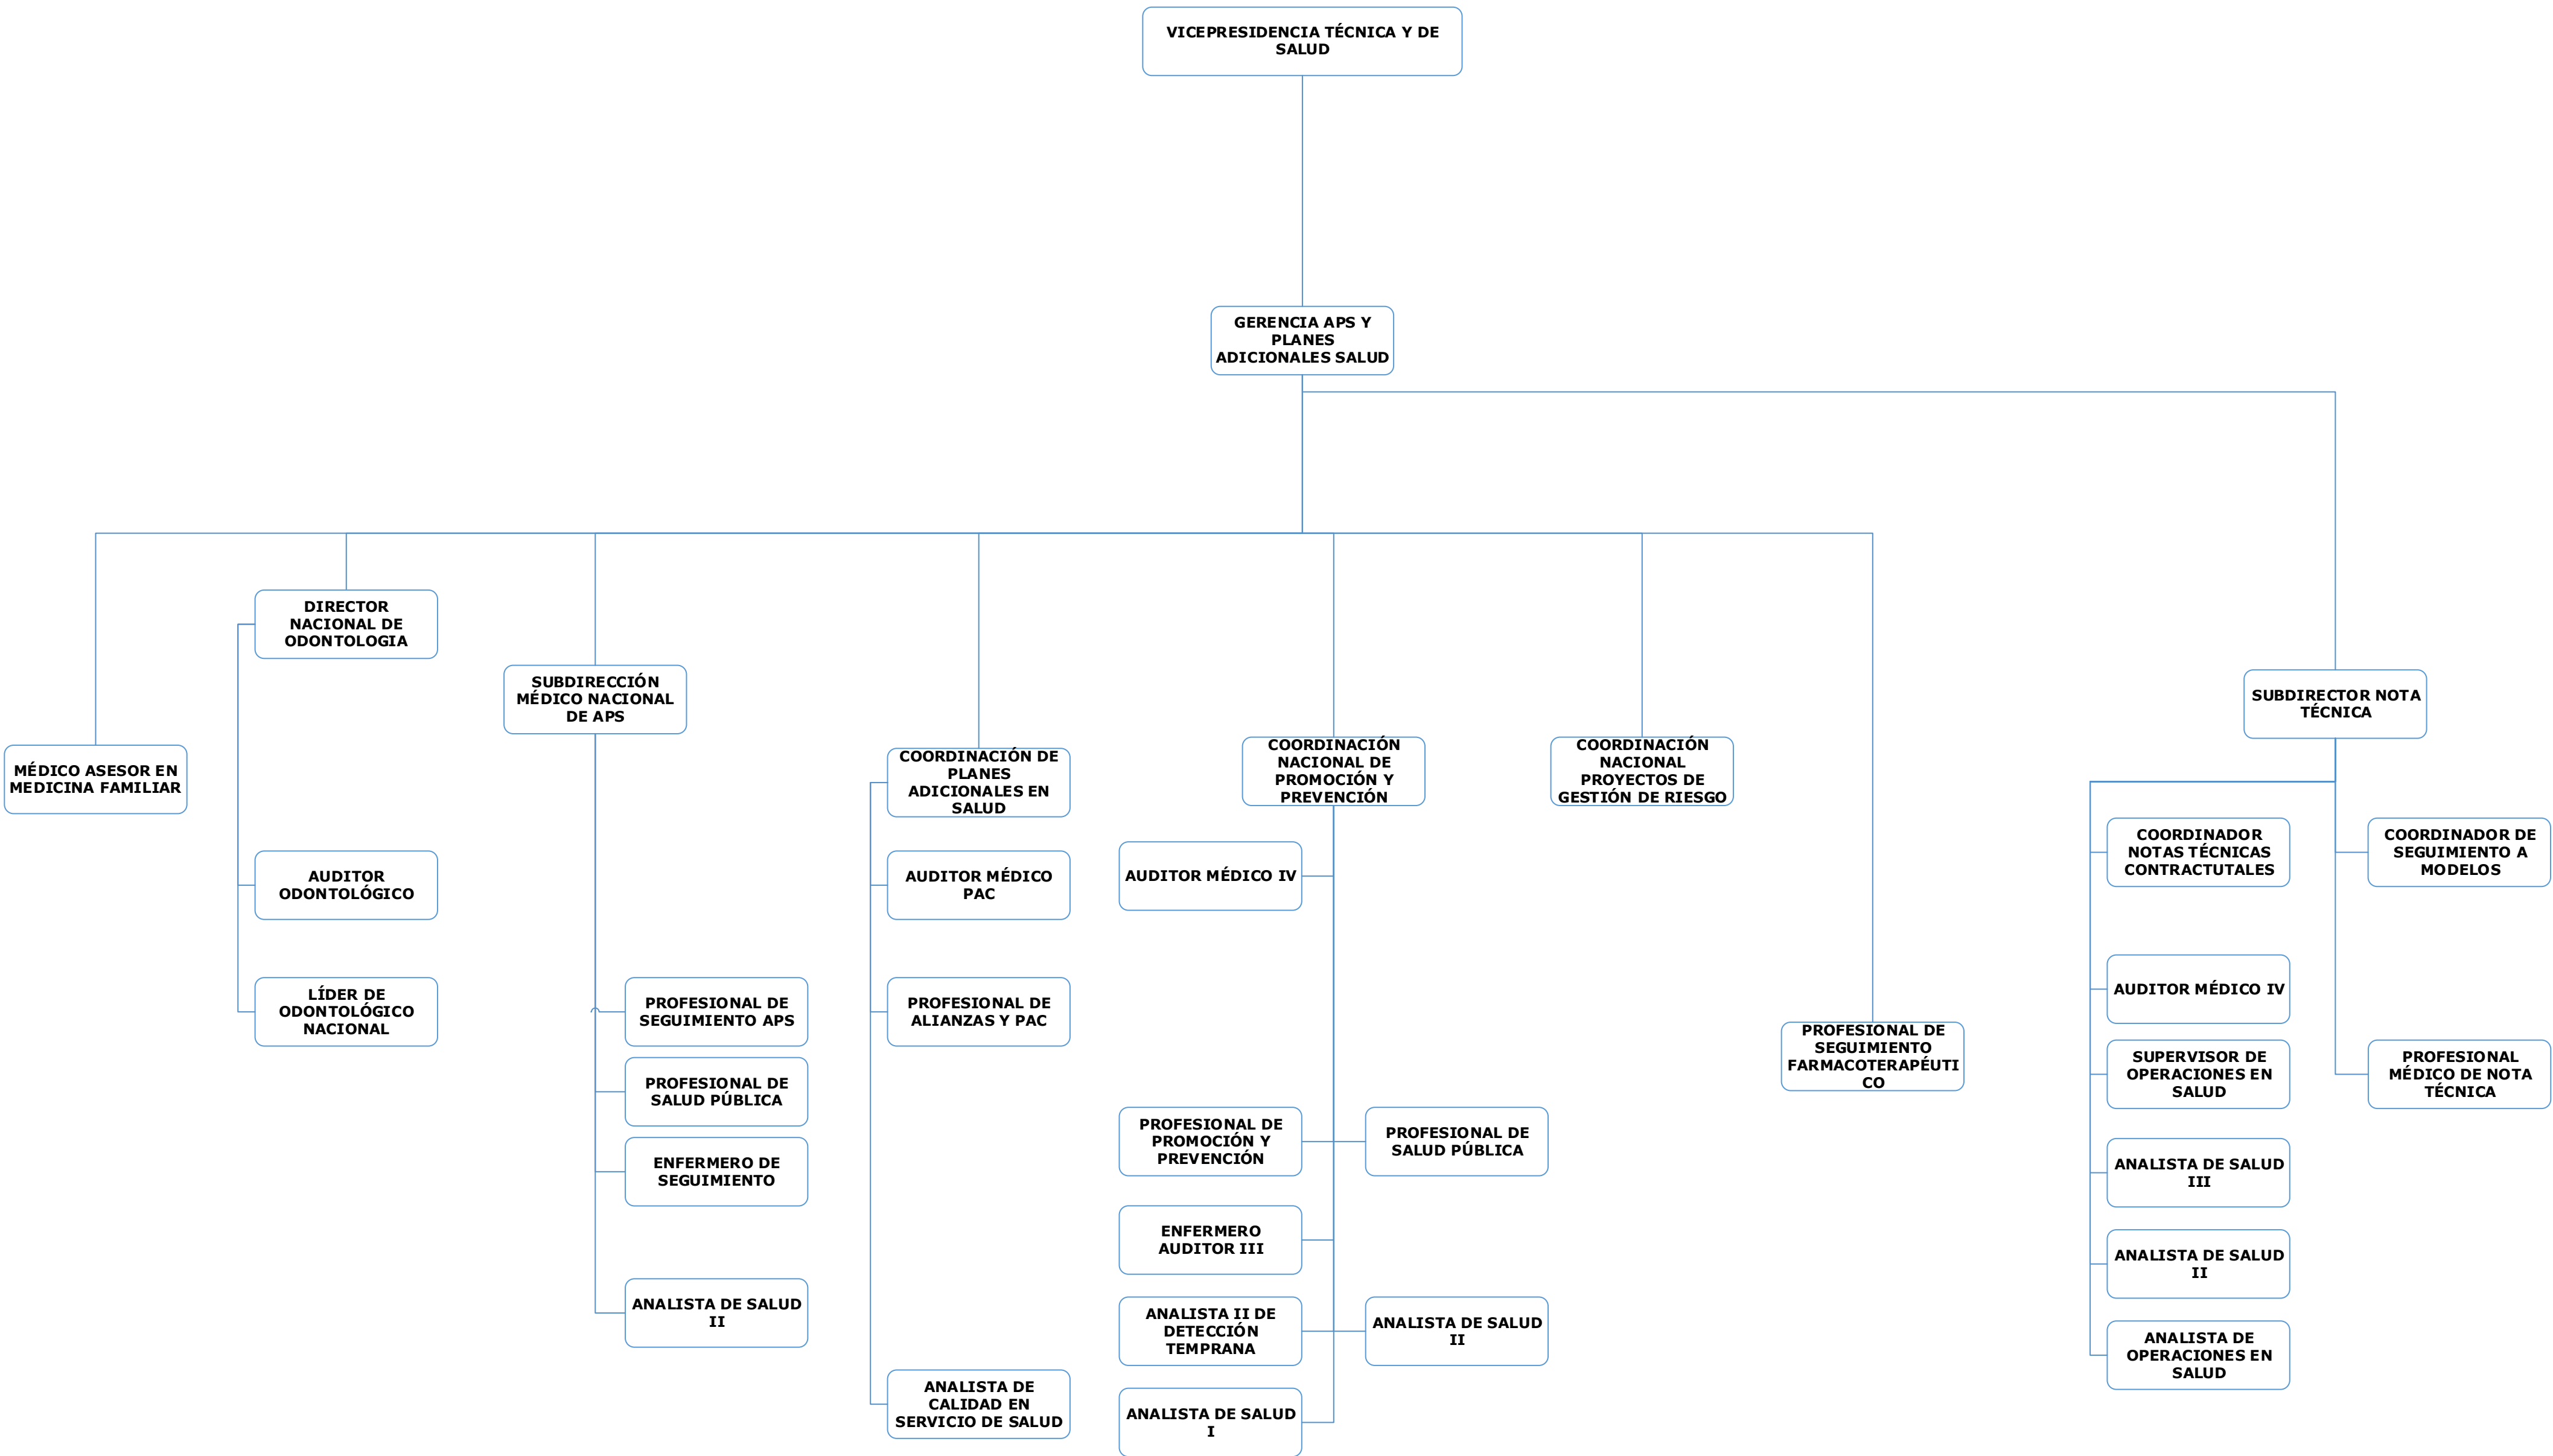 VICEPRESIDENCIA TÉCNICA Y DE
SALUD
GERENCIA APS Y
PLANES
ADICIONALES SALUD
MÉDICO ASESOR EN
MEDICINA FAMILIAR
DIRECTOR
NACIONAL DE
ODONTOLOGIA
AUDITOR
ODONTOLÓGICO
LÍDER DE
ODONTOLÓGICO
NACIONAL
SUBDIRECCIÓN
MÉDICO NACIONAL
DE APS
PROFESIONAL DE
SEGUIMIENTO APS
PROFESIONAL DE
SALUD PÚBLICA
ENFERMERO DE
SEGUIMIENTO
ANALISTA DE SALUD
II
COORDINACIÓN DE
PLANES
ADICIONALES EN
SALUD
AUDITOR MÉDICO
PAC
PROFESIONAL DE
ALIANZAS Y PAC
ANALISTA DE
CALIDAD EN
SERVICIO DE SALUD
COORDINACIÓN
NACIONAL DE
PROMOCIÓN Y
PREVENCIÓN
AUDITOR MÉDICO IV
PROFESIONAL DE
PROMOCIÓN Y
PREVENCIÓN
PROFESIONAL DE
SALUD PÚBLICA
ENFERMERO
AUDITOR III
ANALISTA II DE
DETECCIÓN
TEMPRANA
ANALISTA DE SALUD
II
ANALISTA DE SALUD
I
COORDINACIÓN
NACIONAL
PROYECTOS DE
GESTIÓN DE RIESGO
PROFESIONAL DE
SEGUIMIENTO
FARMACOTERAPÉUTI
CO
SUBDIRECTOR NOTA
TÉCNICA
COORDINADOR
NOTAS TÉCNICAS
CONTRACTUTALES
COORDINADOR DE
SEGUIMIENTO A
MODELOS
AUDITOR MÉDICO IV
SUPERVISOR DE
OPERACIONES EN
SALUD
PROFESIONAL
MÉDICO DE NOTA
TÉCNICA
ANALISTA DE SALUD
III
ANALISTA DE SALUD
II
ANALISTA DE
OPERACIONES EN
SALUD